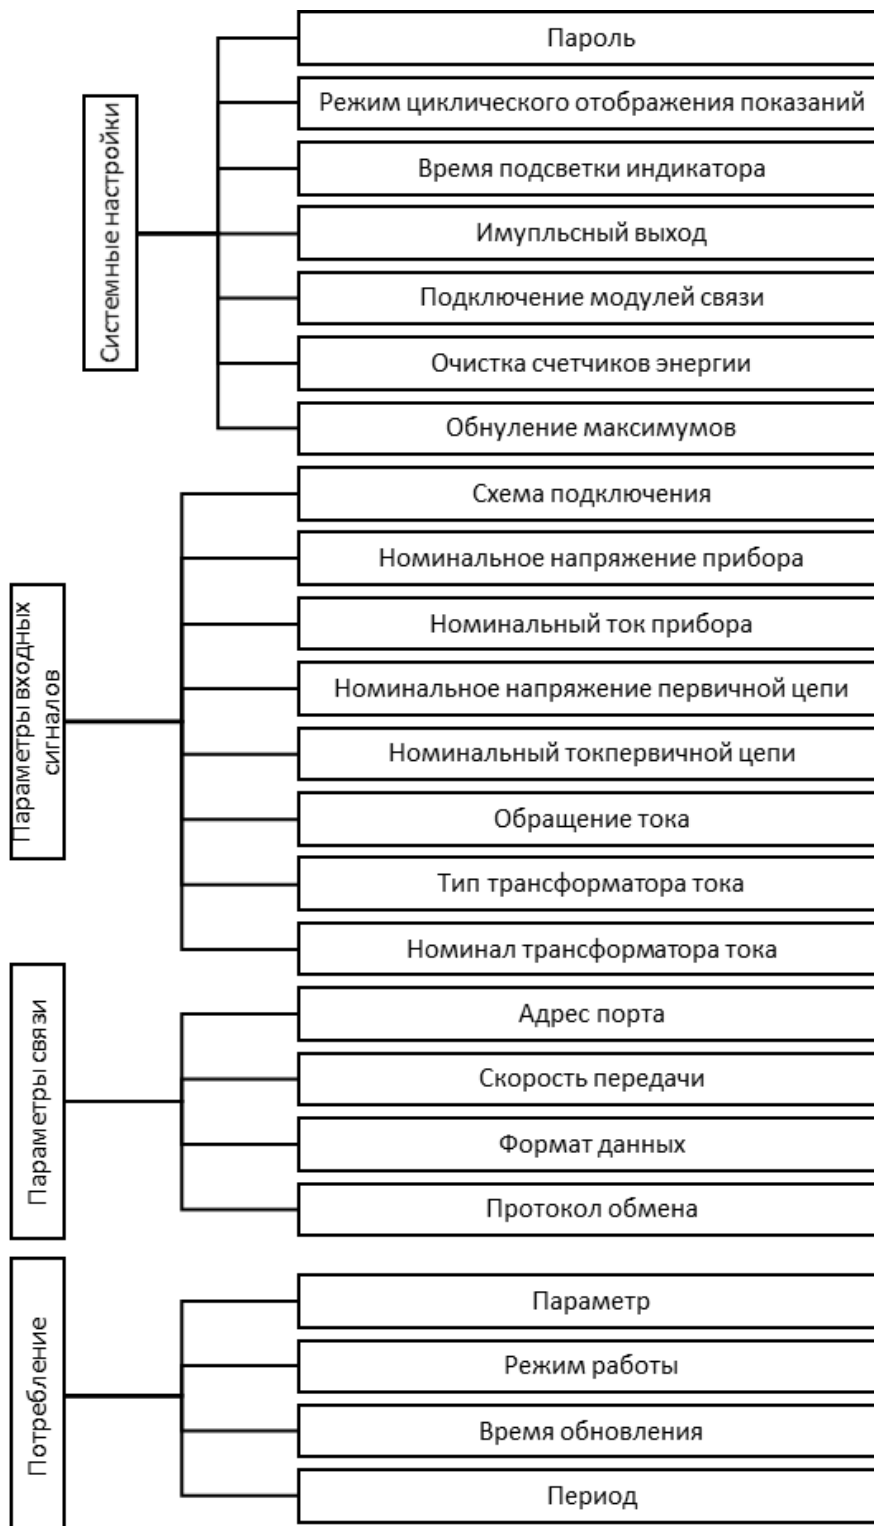 Системные настройки
Пароль
Режим циклического отображения показаний
Время подсветки индикатора
Имупльсный выход
Подключение модулей связи
Очистка счетчиков энергии
Обнуление максимумов
Параметры входных
сигналов
Схема подключения
Номинальное напряжение прибора
Номинальный ток прибора
Номинальное напряжение первичной цепи
Номинальный токпервичной цепи
Обращение тока
Тип трансформатора тока
Номинал трансформатора тока
Параметры связи
Адрес порта
Скорость передачи
Формат данных
Протокол обмена
Потребление
Параметр
Режим работы
Время обновления
Период